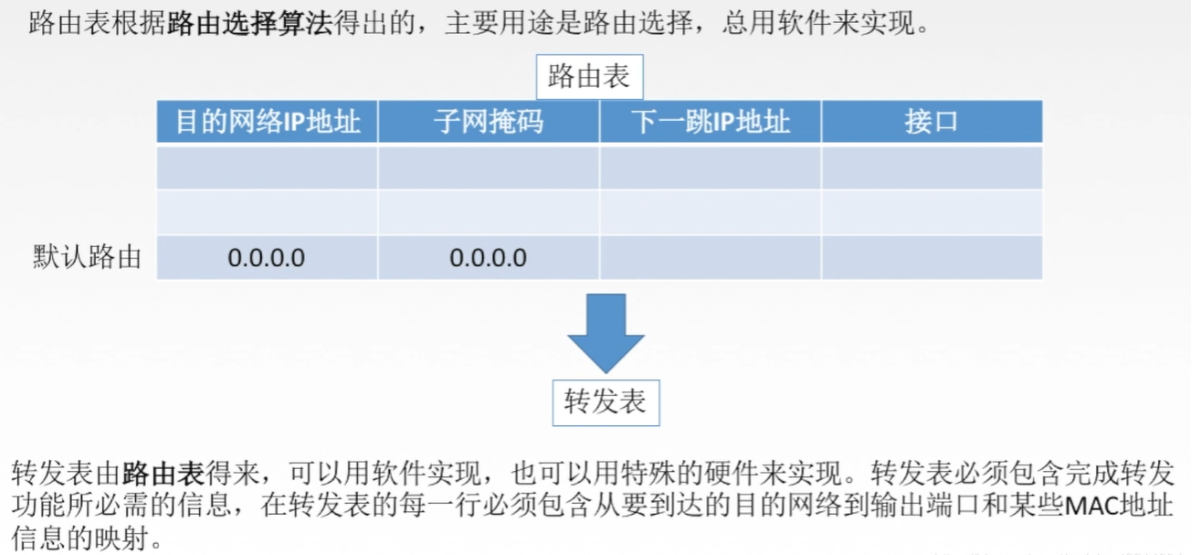 路由表根据路由选择算法得出的，主要用途是路由选择，总用软件来实现。
路由表
目的网络IP地址 子网掩码 下一跳IP地址 接口
默认路由 0.0.0.0 0.0.0.0
转发表
转发表由路由表得来，可以用软件实现，也可以用特殊的硬件来实现。转发表必须包含完成转发
功能所必需的信息，在转发表的每一行必须包含从要到达的目的网络到输出端口和某些MAC地址
信息的映射。